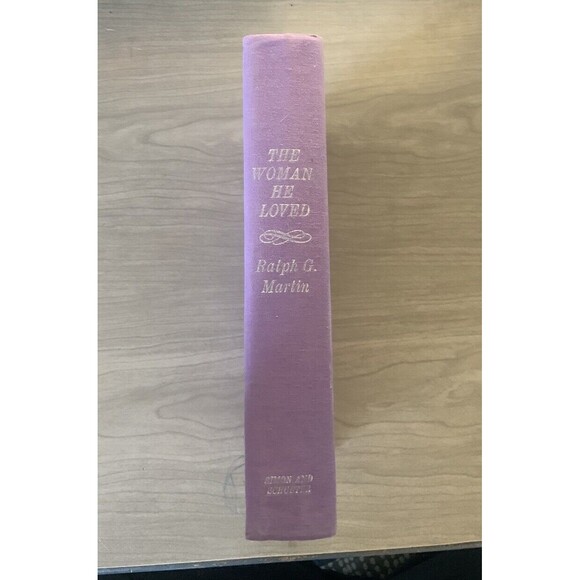 THE
WOMAN
HE
LOVED
Ralph G.
Martin
SIMON AND
SCHUSTER